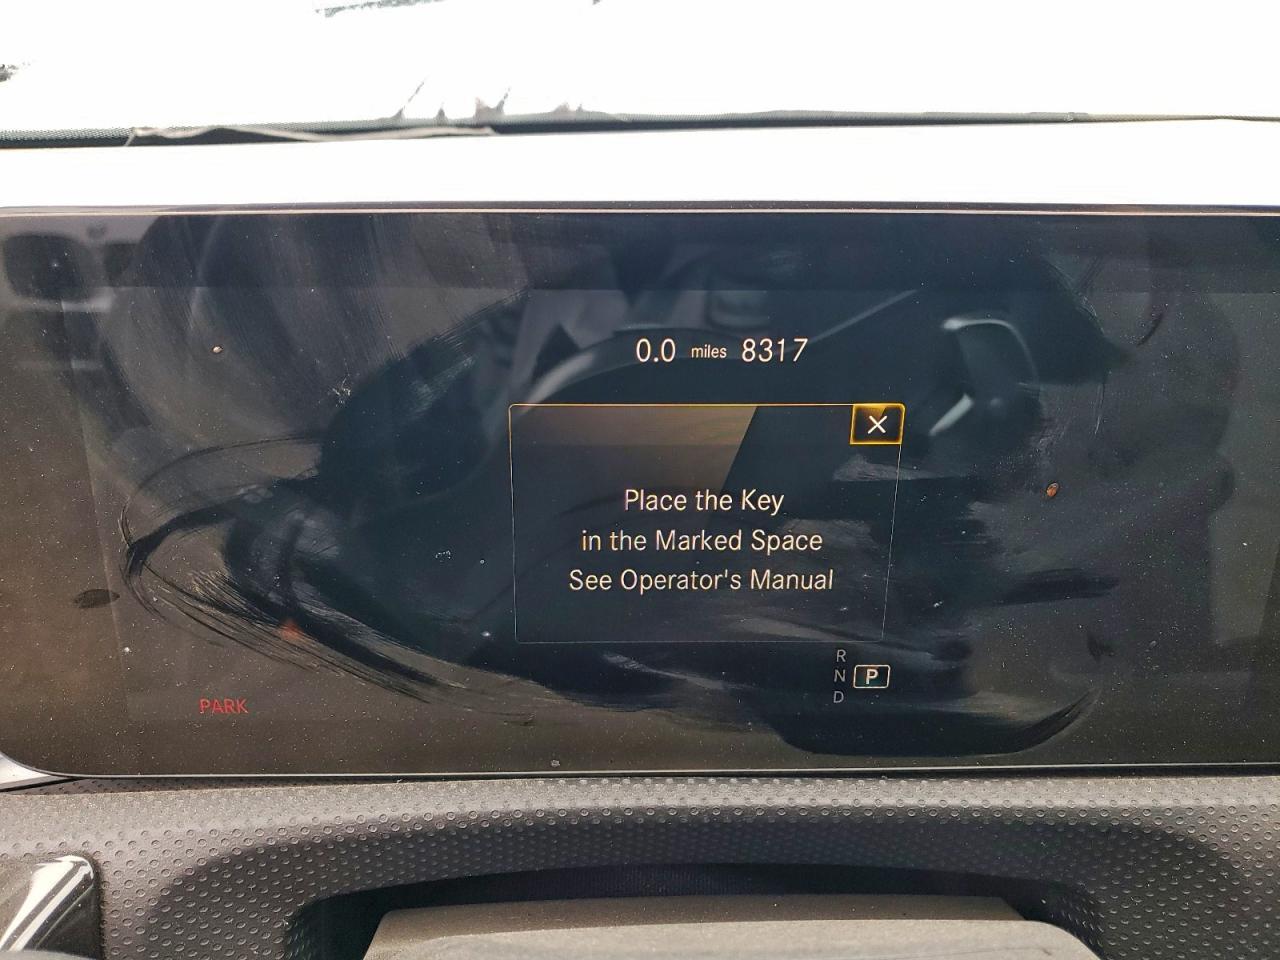 0.0 miles 8317
X
Place the Key
in the Marked Space
See Operator's Manual
R
N P
D
PARK